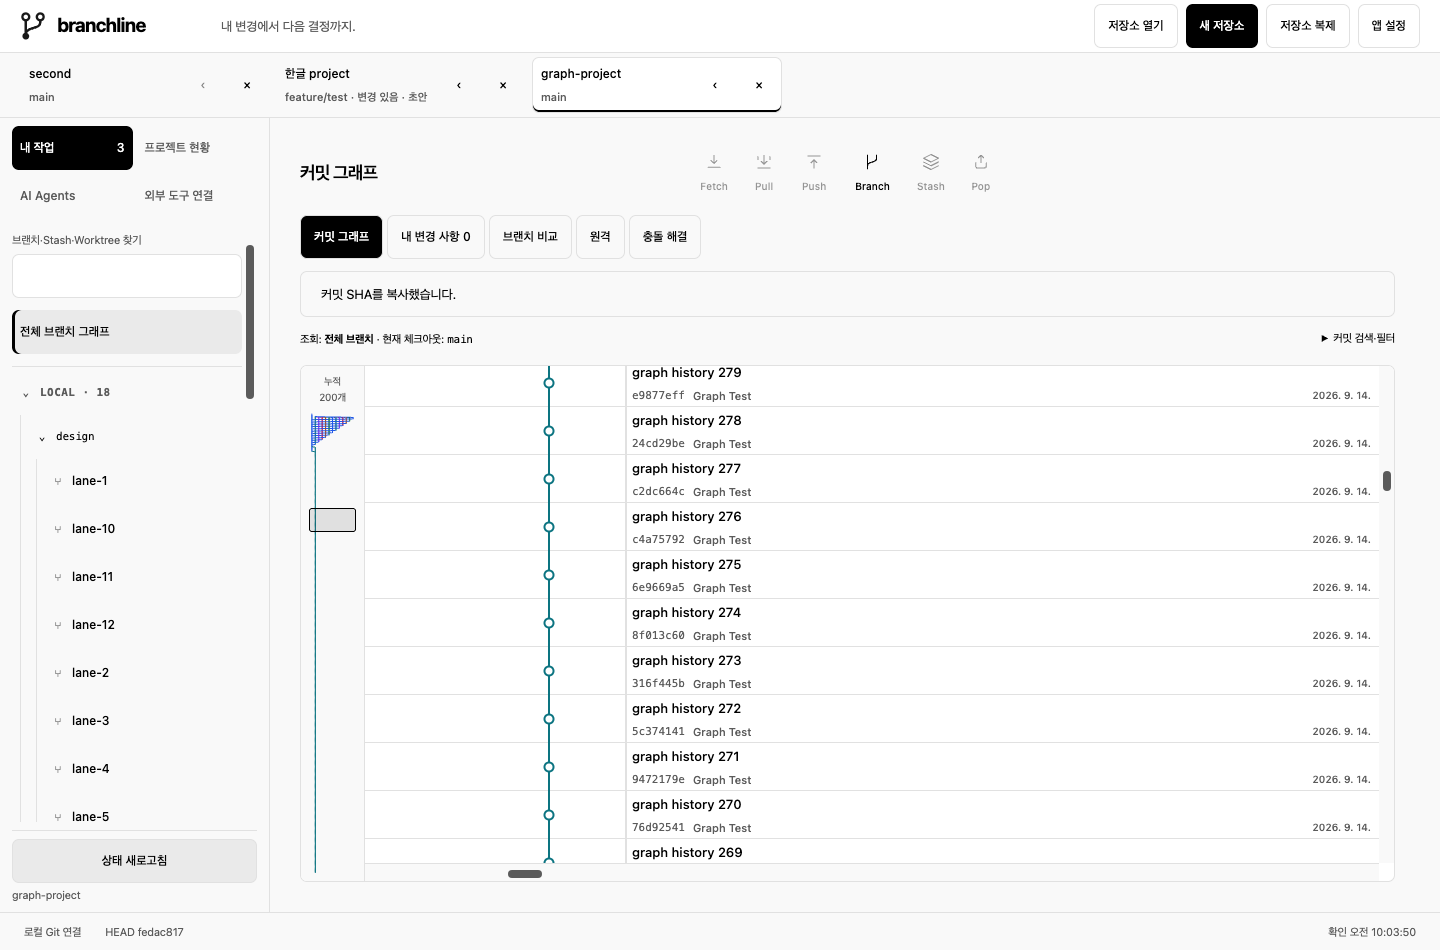 branchline
내 변경에서 다음 결정까지.
저장소 열기
새 저장소
저장소 복제
앱 설정
second
main
‹
×
한글 project
feature/test · 변경 있음 · 초안
‹
×
graph-project
main
‹
×
내 작업 3
프로젝트 현황
AI Agents
외부 도구 연결
브랜치·Stash·Worktree 찾기
전체 브랜치 그래프
LOCAL · 18
design
lane-1
lane-10
lane-11
lane-12
lane-2
lane-3
lane-4
lane-5
상태 새로고침
graph-project
커밋 그래프
Fetch
Pull
Push
Branch
Stash
Pop
커밋 그래프
내 변경 사항 0
브랜치 비교
원격
충돌 해결
커밋 SHA를 복사했습니다.
조회: 전체 브랜치 · 현재 체크아웃: main
▶ 커밋 검색·필터
누적
200개
graph history 279
e9877eff Graph Test 2026. 9. 14.
graph history 278
24cd29be Graph Test 2026. 9. 14.
graph history 277
c2dc664c Graph Test 2026. 9. 14.
graph history 276
c4a75792 Graph Test 2026. 9. 14.
graph history 275
6e9669a5 Graph Test 2026. 9. 14.
graph history 274
8f013c60 Graph Test 2026. 9. 14.
graph history 273
316f445b Graph Test 2026. 9. 14.
graph history 272
5c374141 Graph Test 2026. 9. 14.
graph history 271
9472179e Graph Test 2026. 9. 14.
graph history 270
76d92541 Graph Test 2026. 9. 14.
graph history 269
로컬 Git 연결
HEAD fedac817
확인 오전 10:03:50